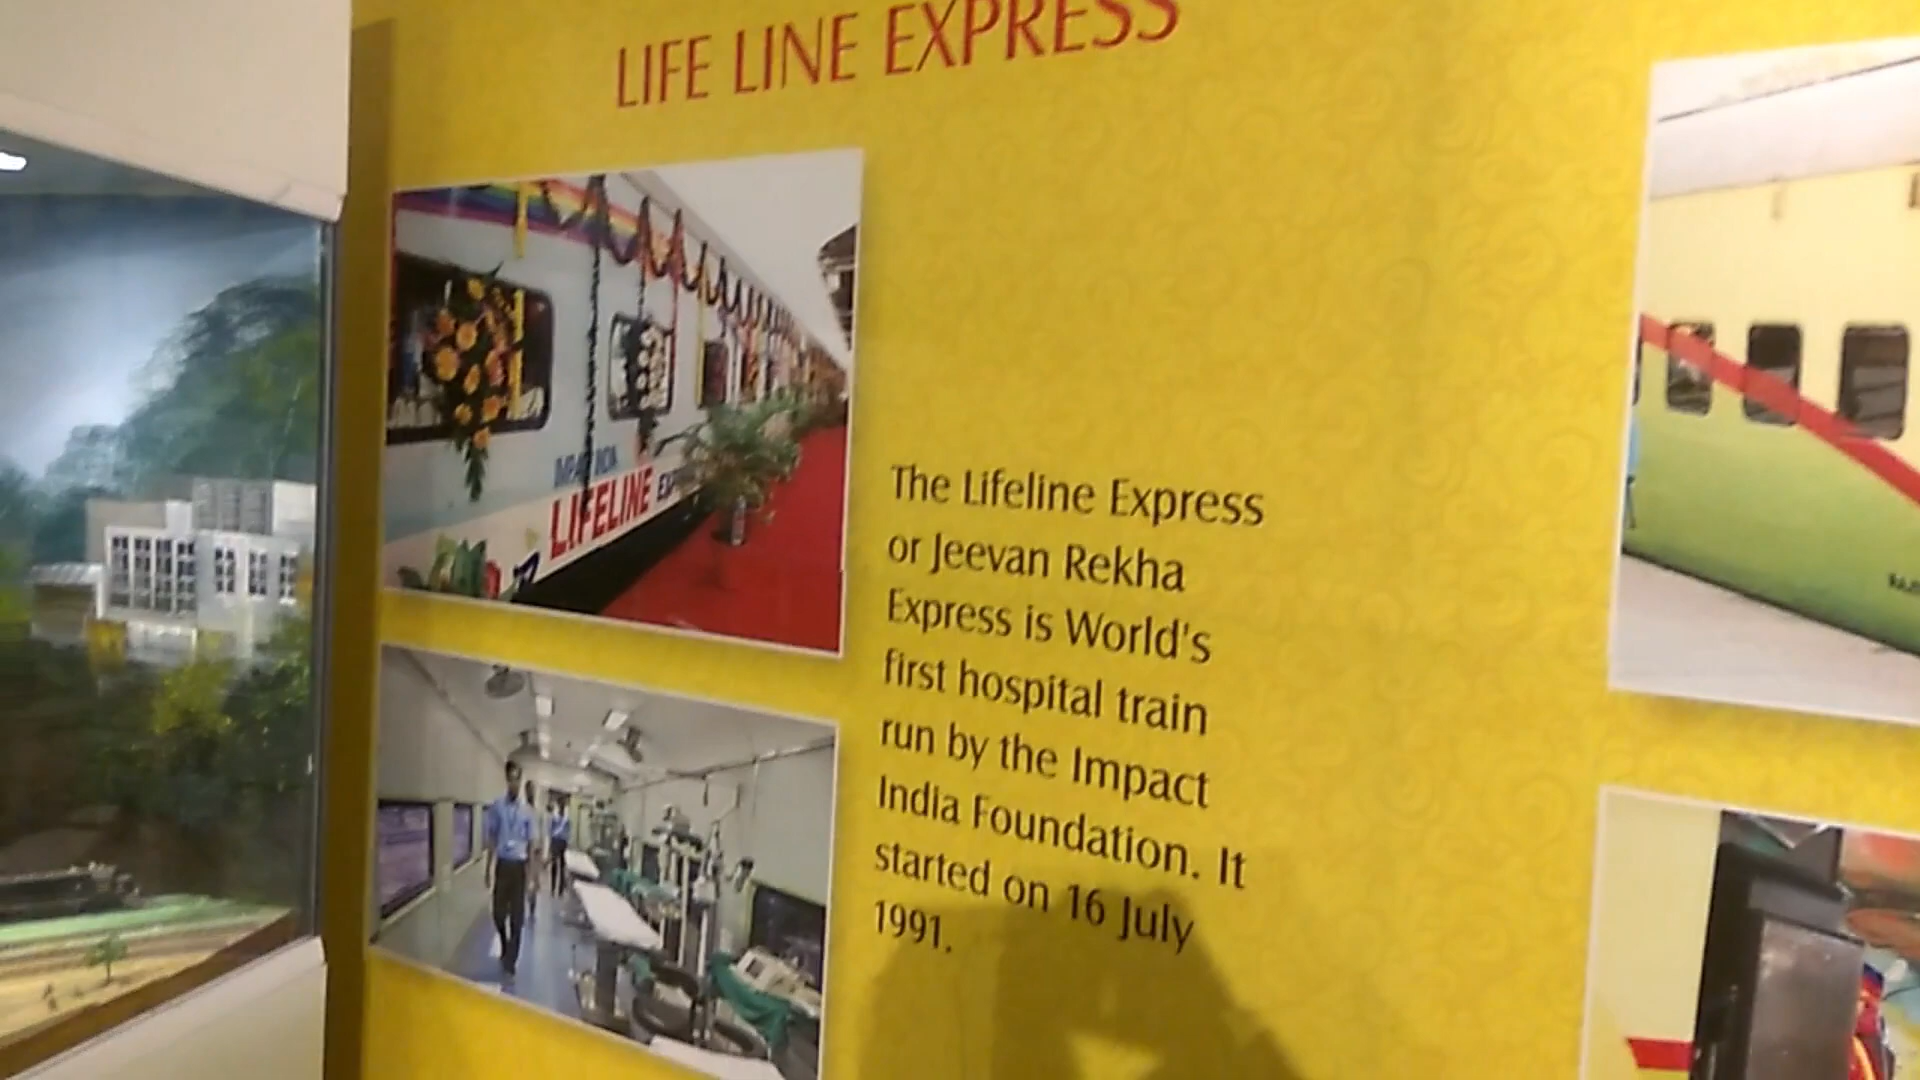 LIFE LINE EXPRESS
LIFELINE
The Lifeline Express
or Jeevan Rekha
Express is World's
first hospital train
run by the Impact
India Foundation. It
started on 16 July
1991.